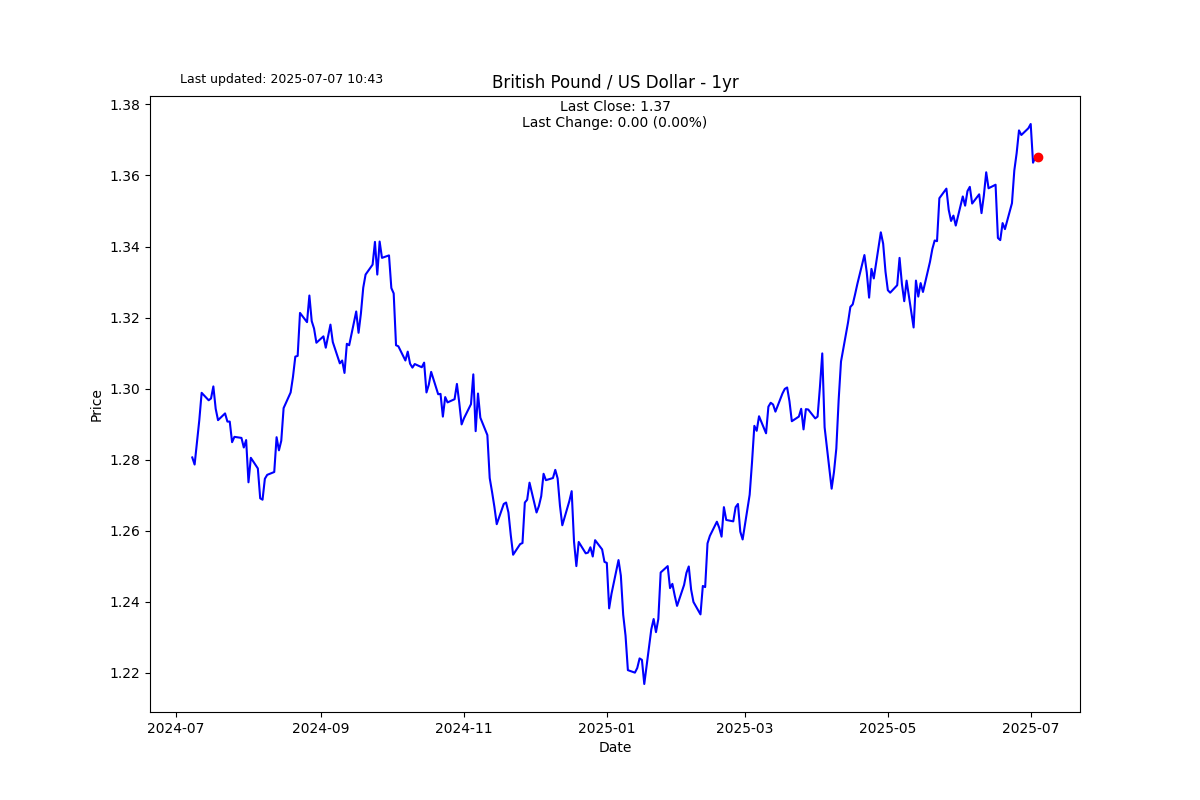 Last updated: 2025-07-07 10:43
British Pound / US Dollar - 1yr
Last Close: 1.37
Last Change: 0.00 (0.00%)
Price
1.38
1.36
1.34
1.32
1.30
1.28
1.26
1.24
1.22
2024-07
2024-09
2024-11
2025-01
2025-03
2025-05
2025-07
Date